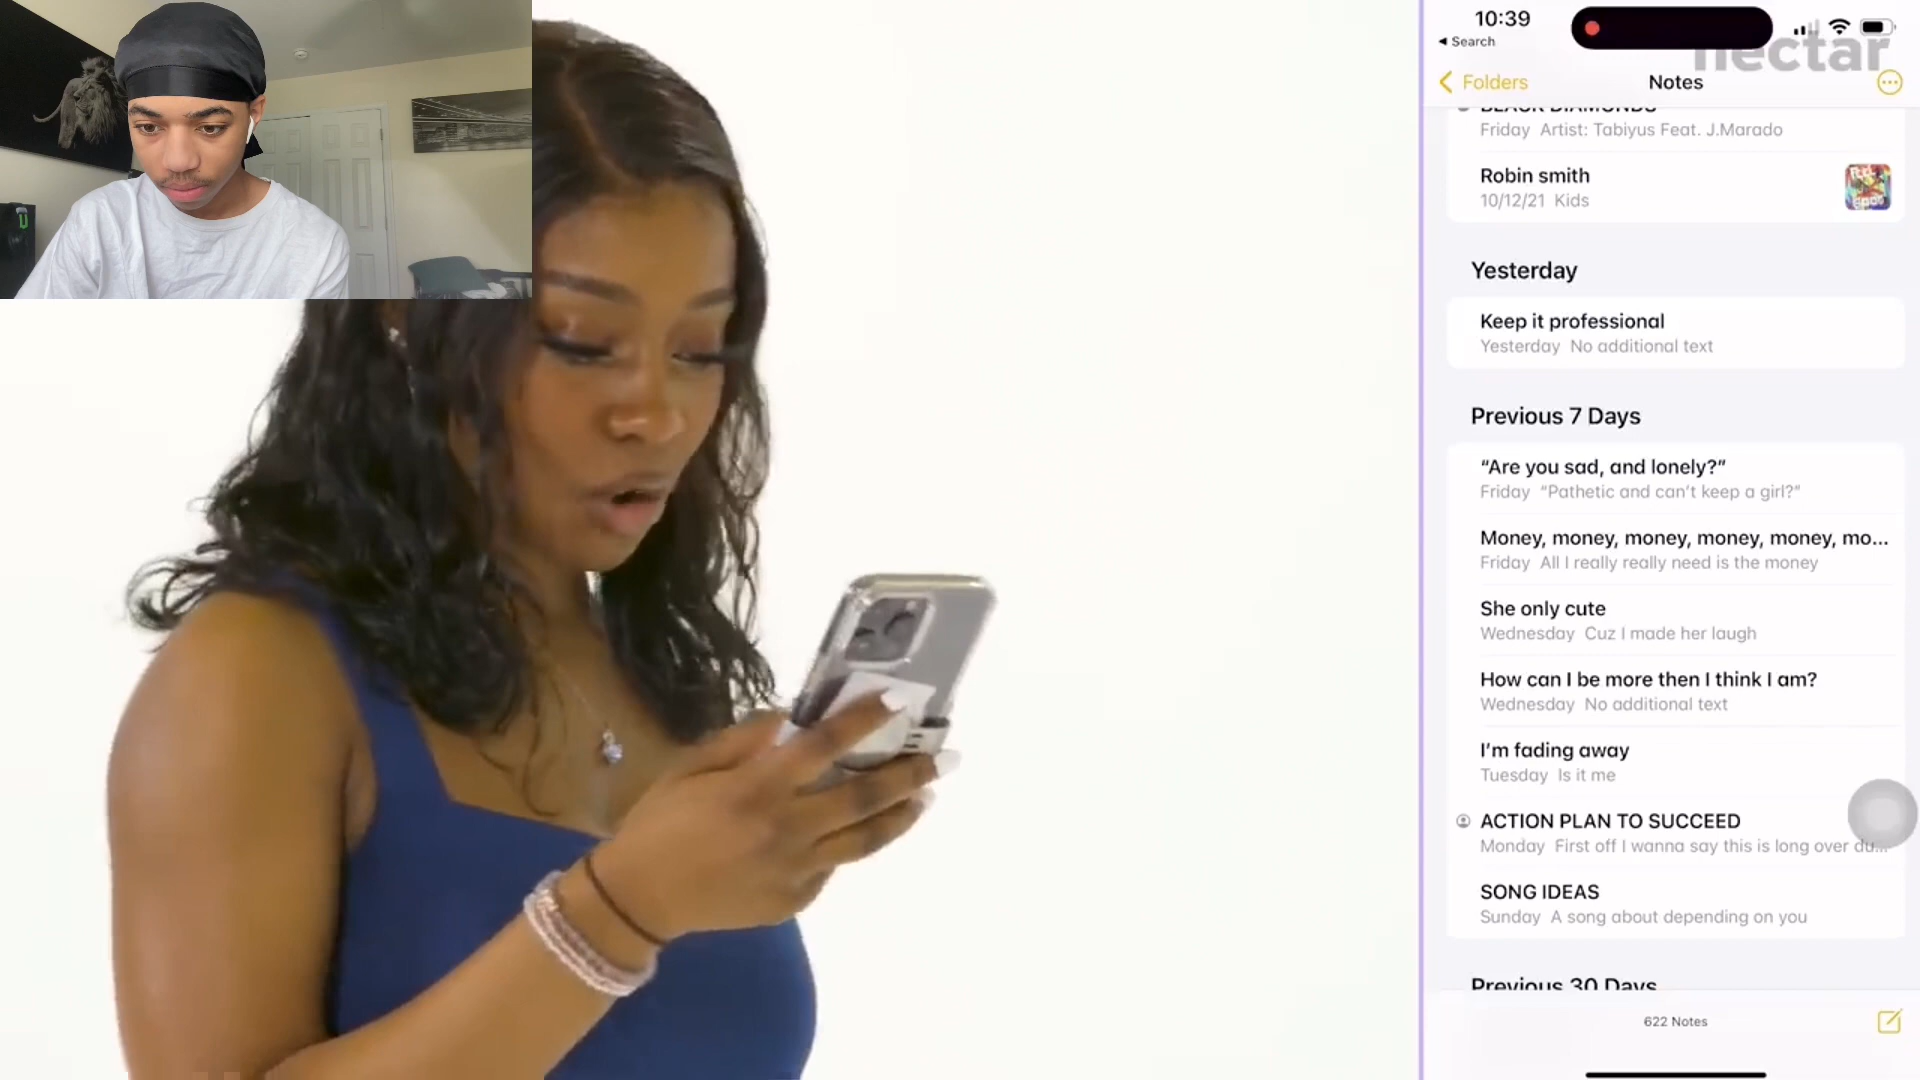 10:39
Search
nectar
Folders
Notes
BLACK DIAMONDS
Friday Artist: Tabiyus Feat. J.Marado
Robin smith
10/12/21 Kids
Yesterday
Keep it professional
Yesterday No additional text
Previous 7 Days
“Are you sad, and lonely?”
Friday “Pathetic and can’t keep a girl?”
Money, money, money, money, money, mo...
Friday All I really really need is the money
She only cute
Wednesday Cuz I made her laugh
How can I be more then I think I am?
Wednesday No additional text
I’m fading away
Tuesday Is it me
ACTION PLAN TO SUCCEED
Monday First off I wanna say this is long over du...
SONG IDEAS
Sunday A song about depending on you
Previous 30 Days
622 Notes